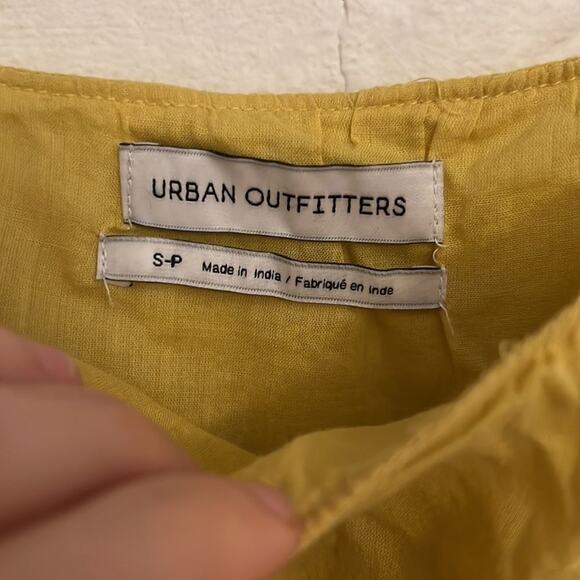 URBAN OUTFITTERS
S-P Made in India / Fabriqué en Inde